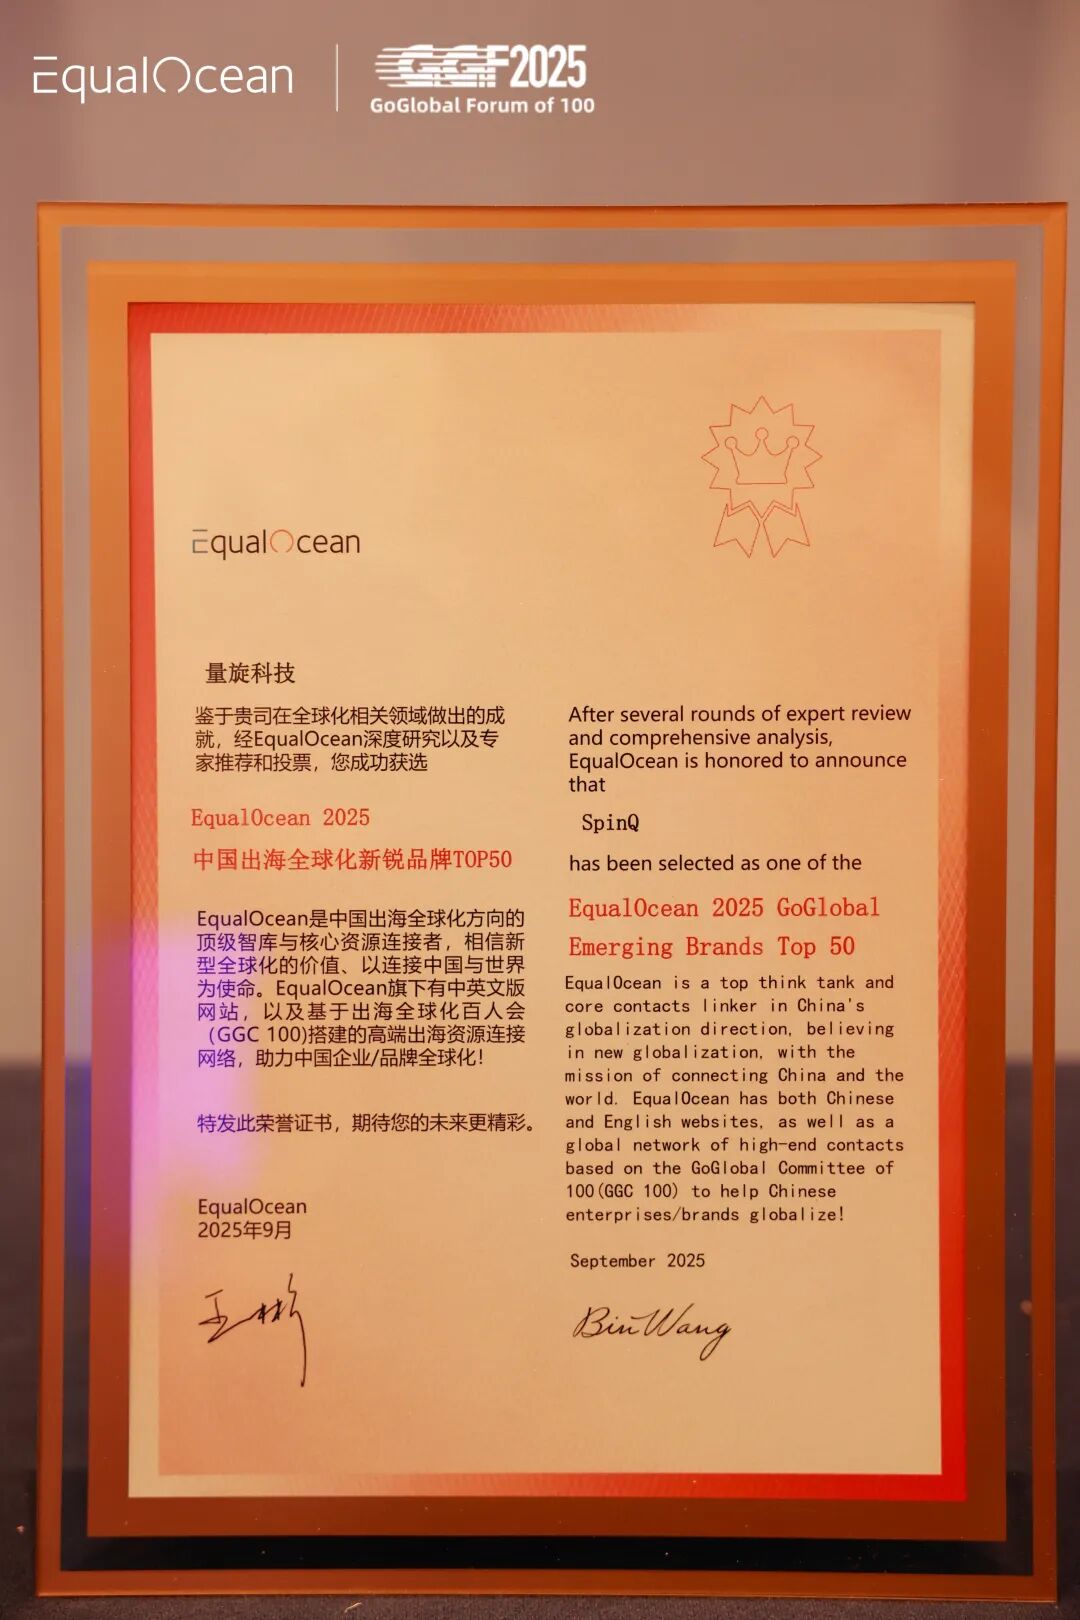 EqualOcean
GGF2025
GoGlobal Forum of 100
EqualOcean
量旋科技
鉴于贵司在全球化相关领域做出的成
就，经EqualOcean深度研究以及专
家推荐和投票，您成功获选
EqualOcean 2025
中国出海全球化新锐品牌TOP50
EqualOcean是中国出海全球化方向的
顶级智库与核心资源连接者，相信新
型全球化的价值、以连接中国与世界
为使命。EqualOcean旗下有中英文版
网站，以及基于出海全球化百人会
（GGC 100)搭建的高端出海资源连接
网络，助力中国企业/品牌全球化！
特发此荣誉证书，期待您的未来更精彩。
EqualOcean
2025年9月
王彬
After several rounds of expert review
and comprehensive analysis,
EqualOcean is honored to announce
that
SpinQ
has been selected as one of the
EqualOcean 2025 GoGlobal
Emerging Brands Top 50
EqualOcean is a top think tank and
core contacts linker in China's
globalization direction, believing
in new globalization, with the
mission of connecting China and the
world. EqualOcean has both Chinese
and English websites, as well as a
global network of high-end contacts
based on the GoGlobal Committee of
100(GGC 100) to help Chinese
enterprises/brands globalize!
September 2025
Bin Wang